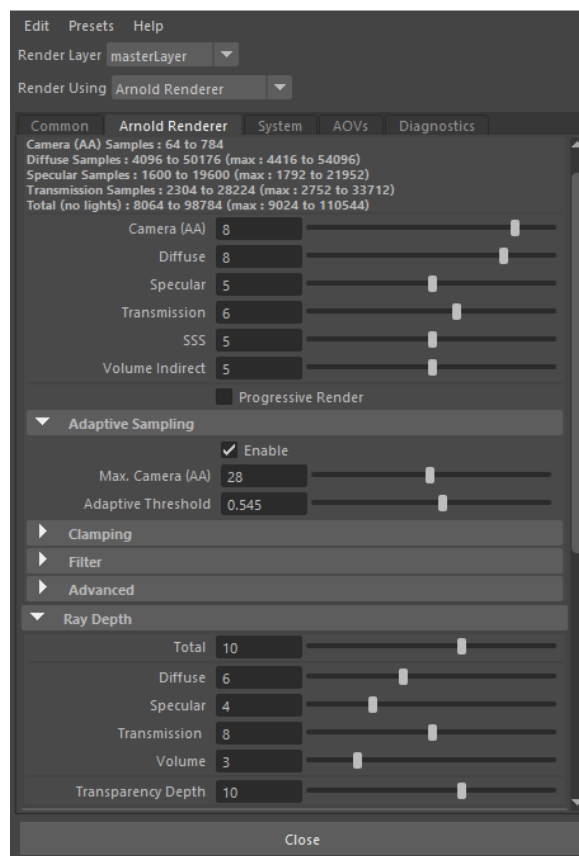 Edit Presets Help
Render Layer masterLayer
Render Using Arnold Renderer
Common Arnold Renderer System AOVs Diagnostics
Camera (AA) Samples : 64 to 784
Diffuse Samples : 4096 to 50176 (max : 4416 to 54096)
Specular Samples : 1600 to 19600 (max : 1792 to 21952)
Transmission Samples : 2304 to 28224 (max : 2752 to 33712)
Total (no lights) : 8064 to 98784 (max : 9024 to 110544)
Camera (AA) 8
Diffuse 8
Specular 5
Transmission 6
SSS 5
Volume Indirect 5
Progressive Render
Adaptive Sampling
Enable
Max. Camera (AA) 28
Adaptive Threshold 0.545
Clamping
Filter
Advanced
Ray Depth
Total 10
Diffuse 6
Specular 4
Transmission 8
Volume 3
Transparency Depth 10
Close